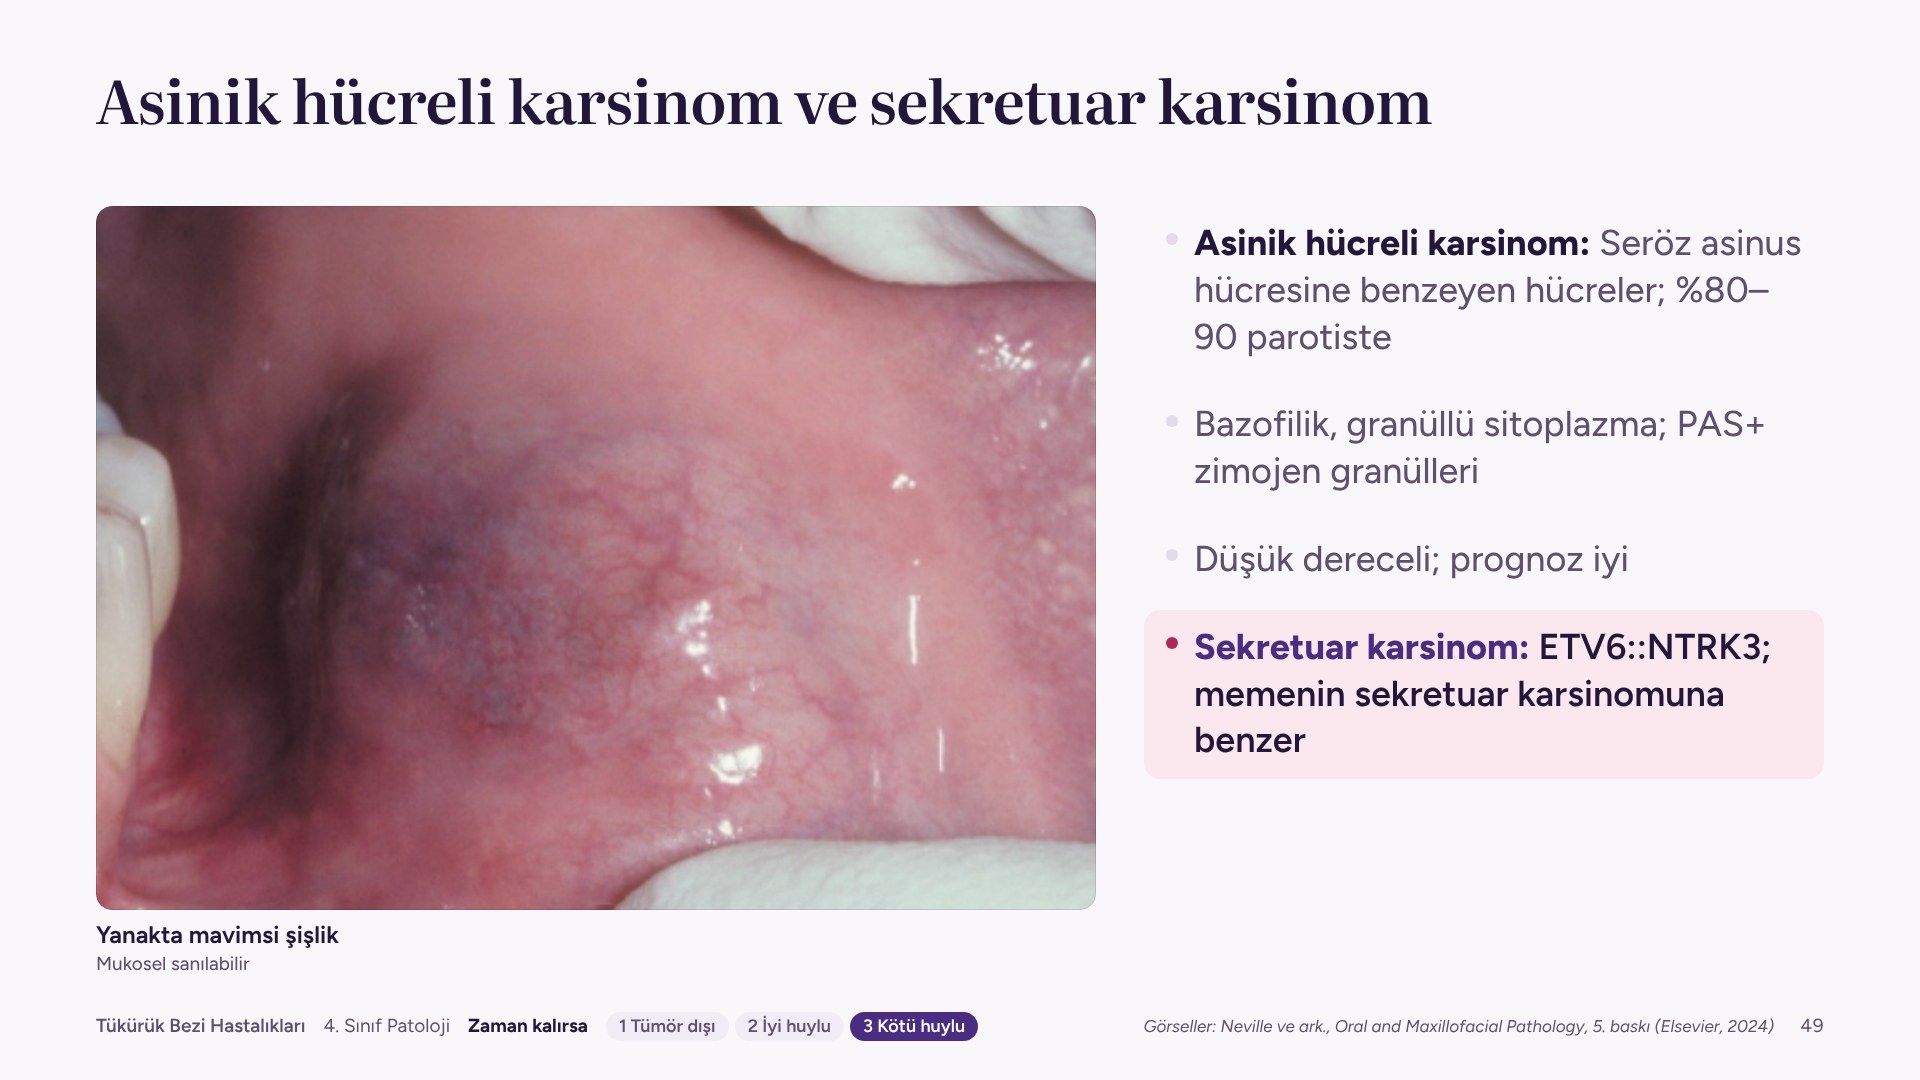 Asinik hücreli karsinom ve sekretuar karsinom
Asinik hücreli karsinom: Seröz asinus
hücresine benzeyen hücreler; %80–
90 parotiste
Bazofilik, granüllü sitoplazma; PAS+
zimojen granülleri
Düşük dereceli; prognoz iyi
Sekretuar karsinom: ETV6::NTRK3;
memenin sekretuar karsinomuna
benzer
Yanakta mavimsi şişlik
Mukosel sanılabilir
Tükürük Bezi Hastalıkları 4. Sınıf Patoloji Zaman kalırsa 1 Tümör dışı 2 İyi huylu 3 Kötü huylu
Görseller: Neville ve ark., Oral and Maxillofacial Pathology, 5. baskı (Elsevier, 2024) 49